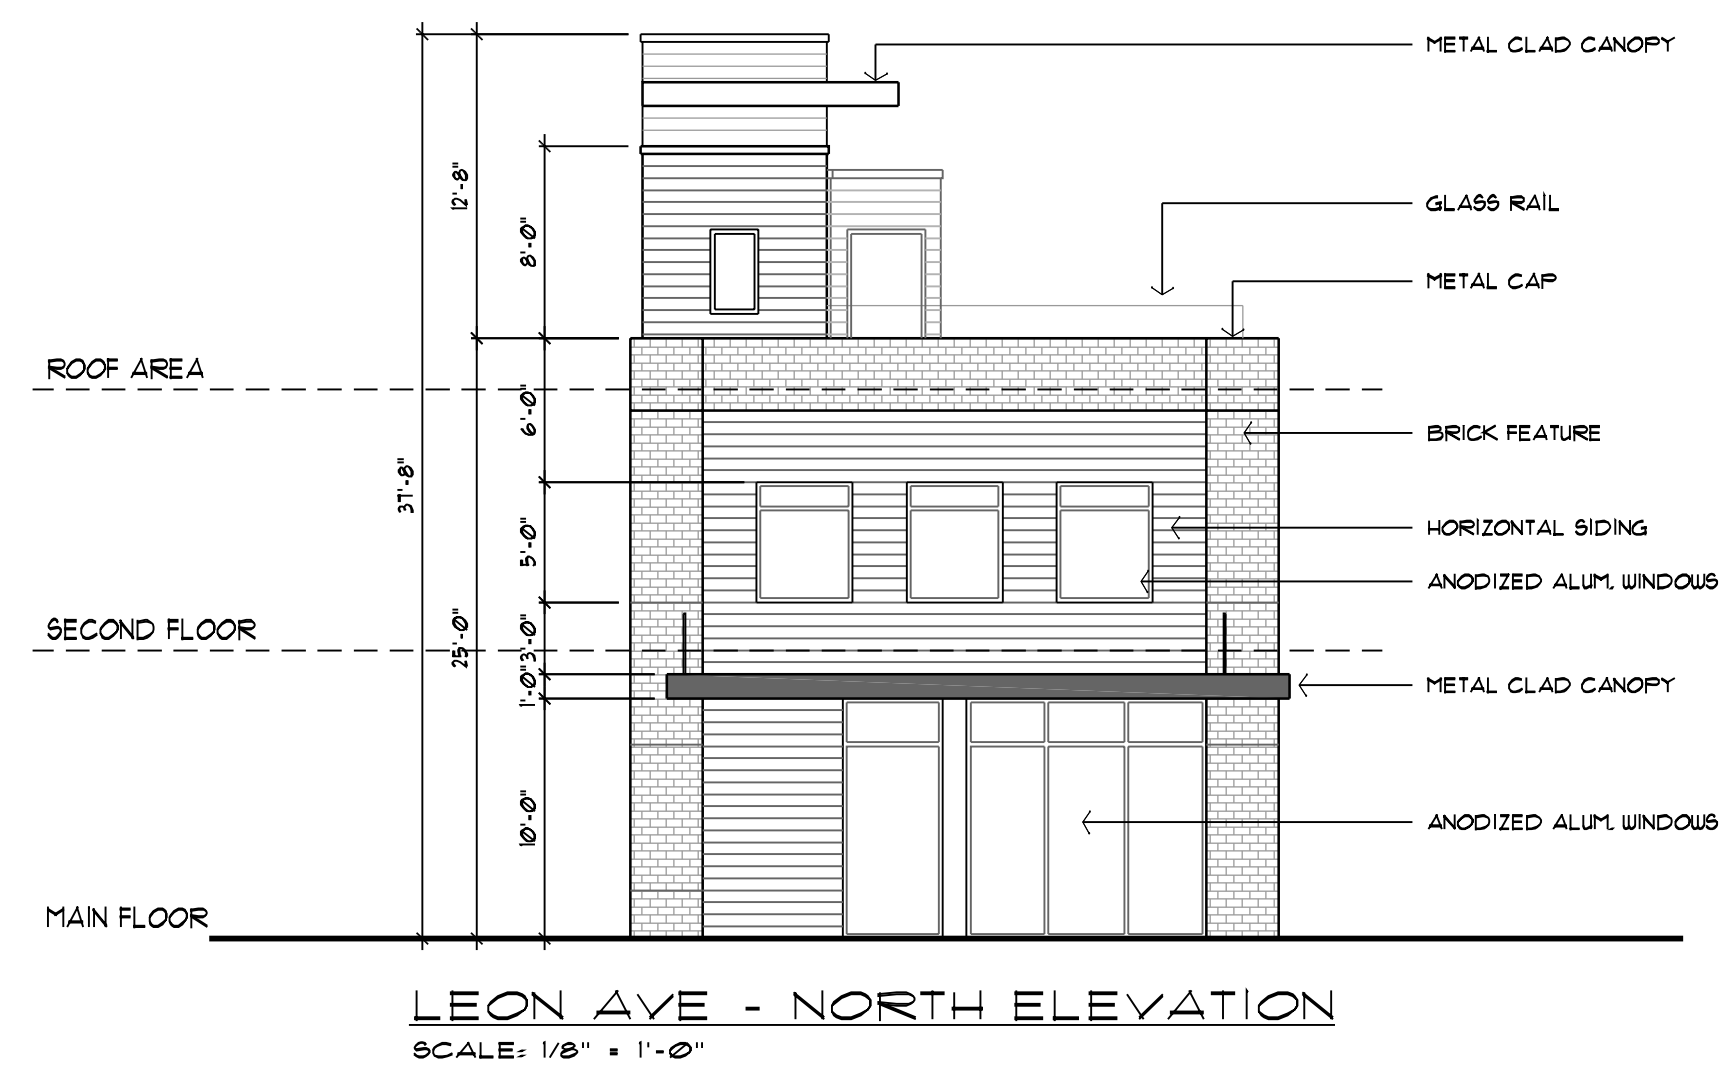 METAL CLAD CANOPY
12'-8"
GLASS RAIL
8'-0"
METAL CAP
ROOF AREA
6'-0"
BRICK FEATURE
37'-8"
HORIZONTAL SIDING
5'-0"
ANODIZED ALUM. WINDOWS
SECOND FLOOR
25'-0"
3'-0"
1'-0"
METAL CLAD CANOPY
10'-0"
ANODIZED ALUM. WINDOWS
MAIN FLOOR
LEON AVE - NORTH ELEVATION
SCALE: 1/8" = 1'-0"